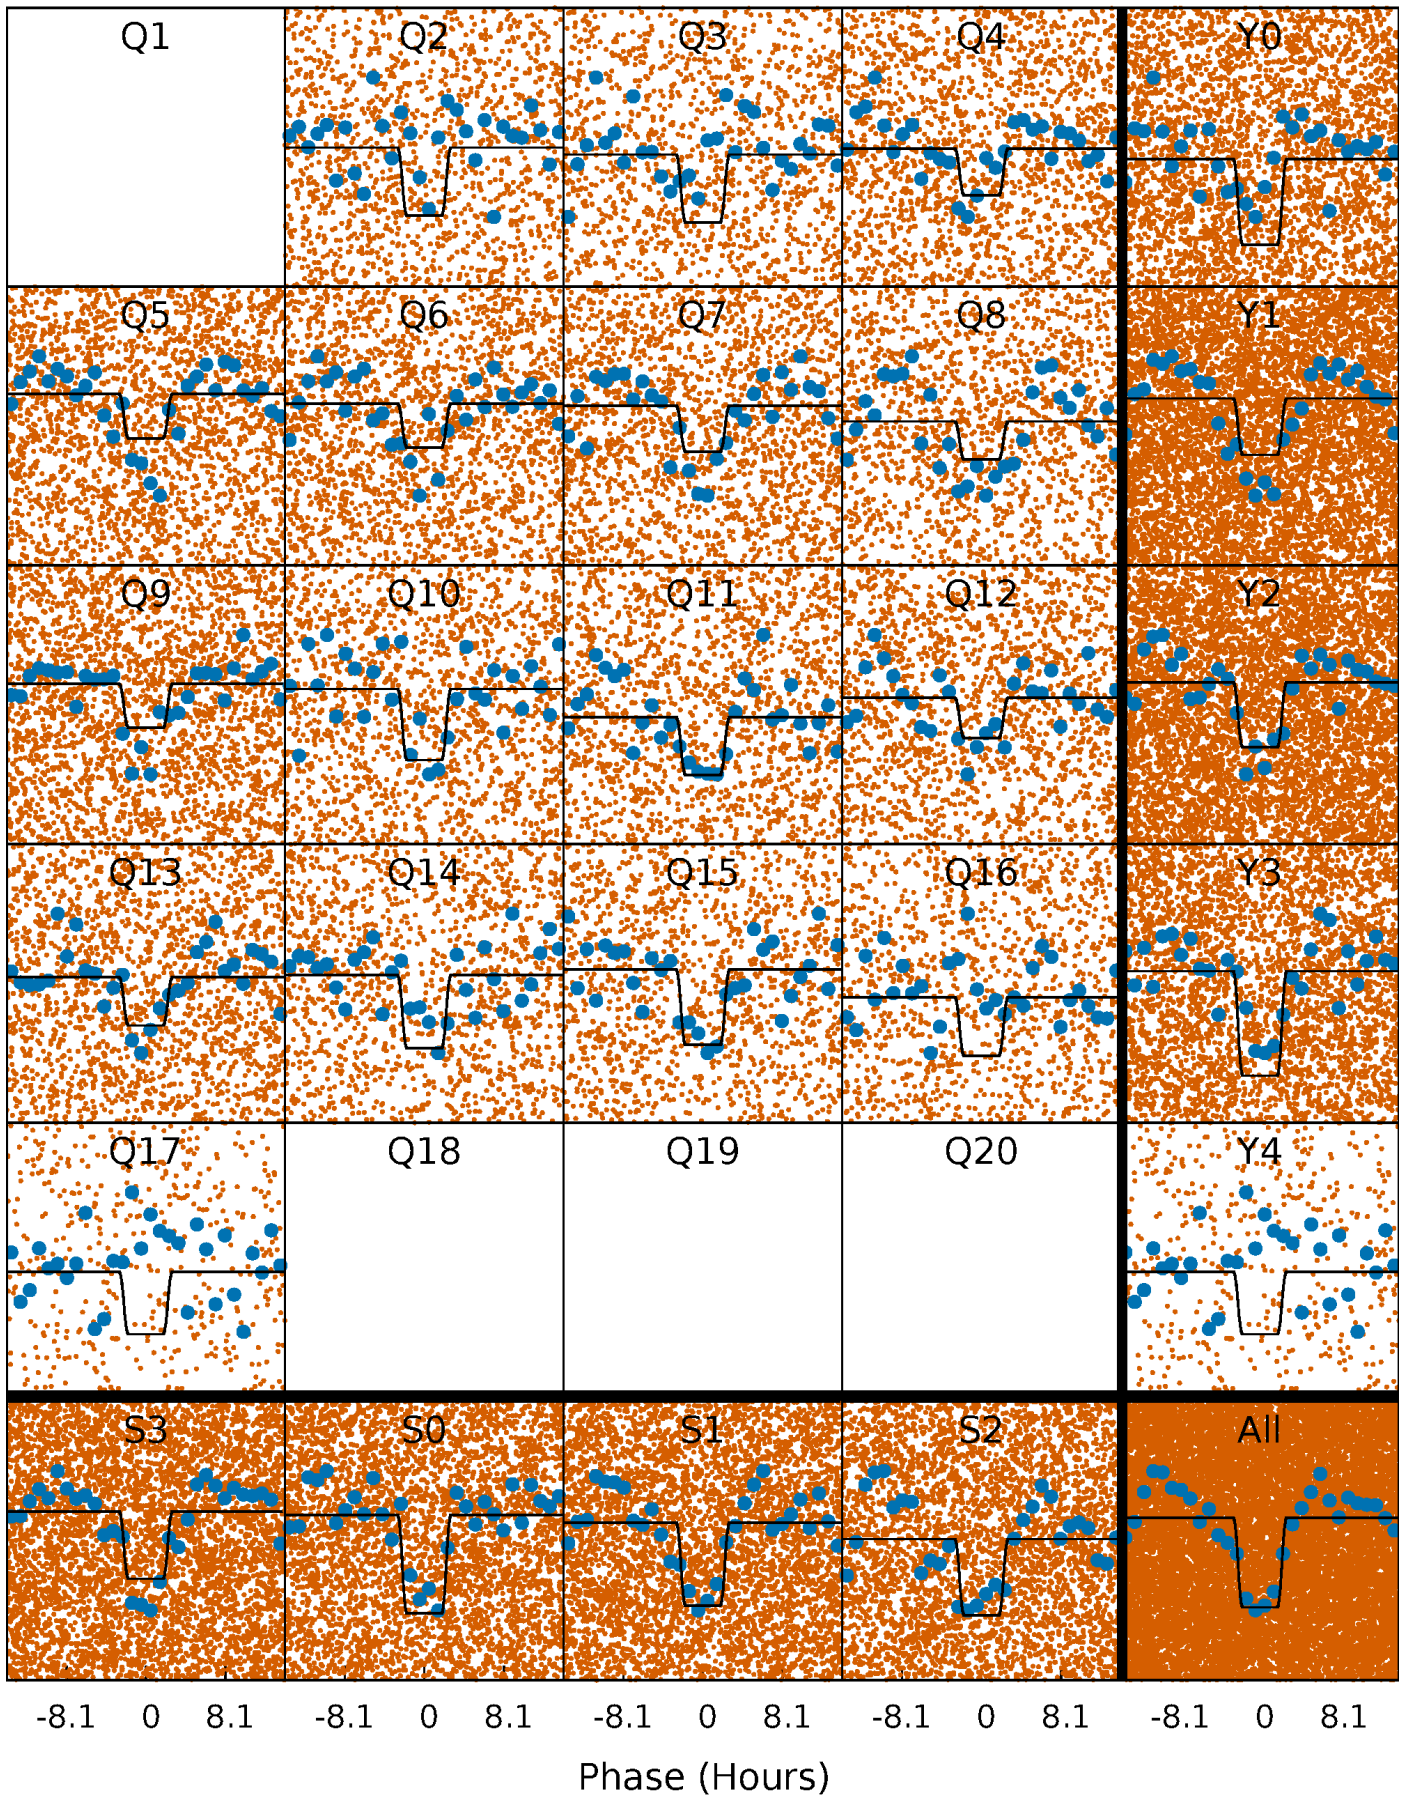 Q1 Q2 Q3 Q4 Y0
Q5 Q6 Q7 Q8 Y1
Q9 Q10 Q11 Q12 Y2
Q13 Q14 Q15 Q16 Y3
Q17 Q18 Q19 Q20 Y4
S3 S0 S1 S2 All
-8.1 0 8.1 -8.1 0 8.1 -8.1 0 8.1 -8.1 0 8.1 -8.1 0 8.1
Phase (Hours)